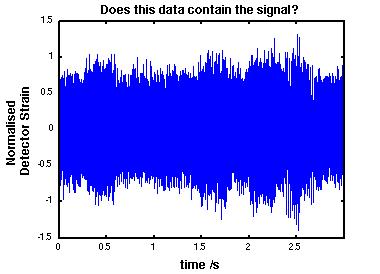 Does this data contain the signal?
1.5
1
0.5
0
-0.5
-1
-1.5
Normalised
Detector Strain
0 0.5 1 1.5 2 2.5
time /s